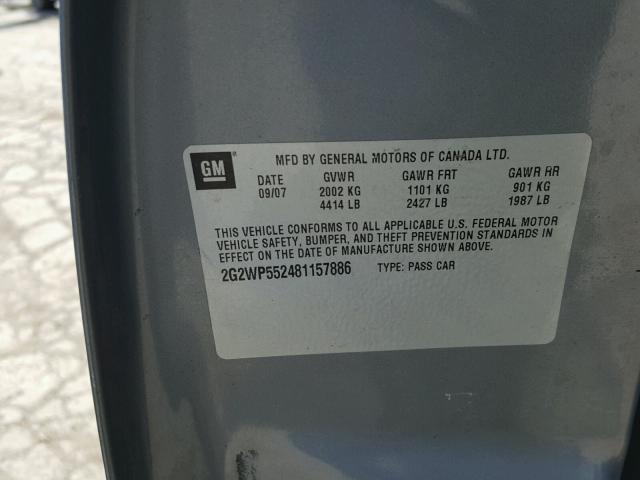 GM
MFD BY GENERAL MOTORS OF CANADA LTD.
DATE GVWR GAWR FRT GAWR RR
09/07 2002 KG 1101 KG 901 KG
4414 LB 2427 LB 1987 LB
THIS VEHICLE CONFORMS TO ALL APPLICABLE U.S. FEDERAL MOTOR
VEHICLE SAFETY, BUMPER, AND THEFT PREVENTION STANDARDS IN
EFFECT ON THE DATE OF MANUFACTURE SHOWN ABOVE.
2G2WP552481157886 TYPE: PASS CAR